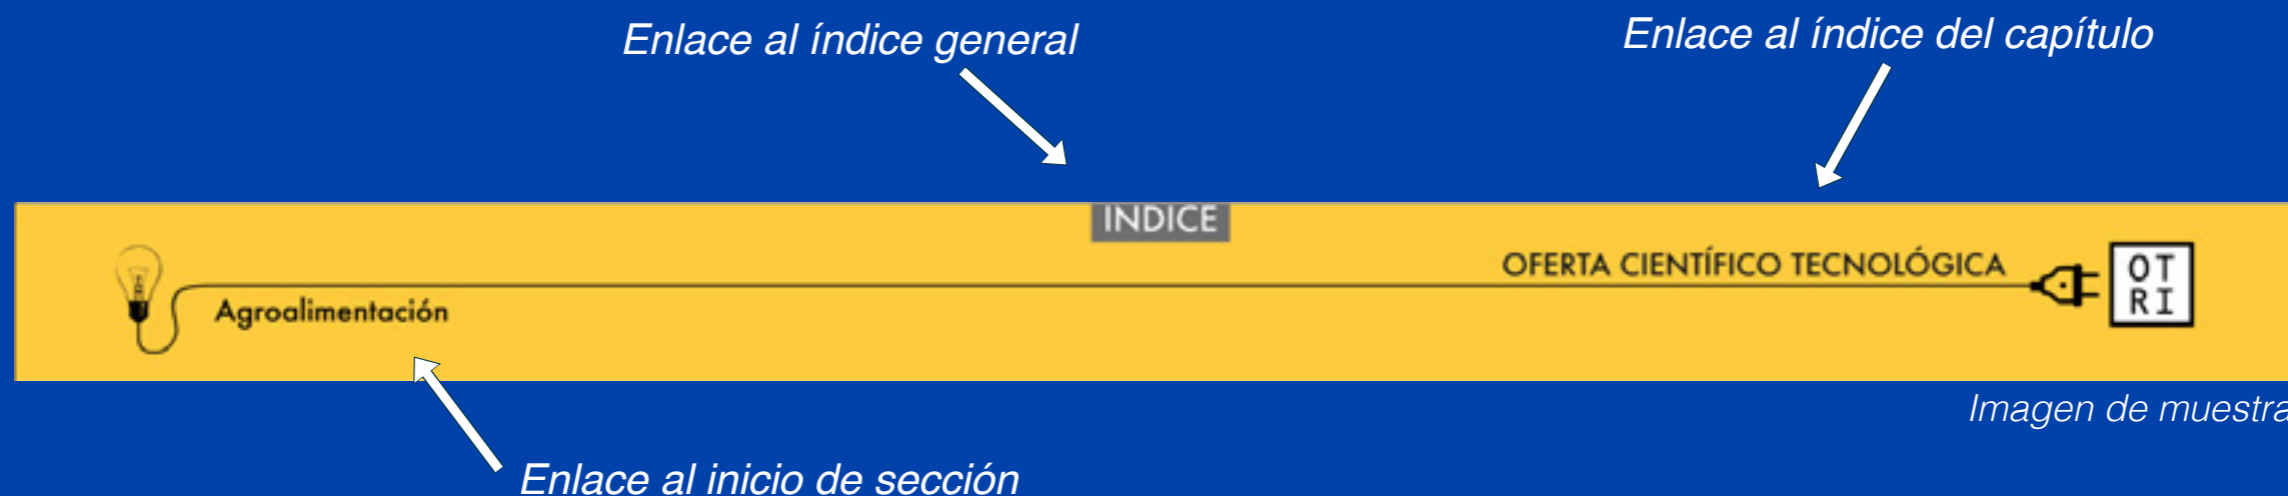 Enlace al índice general
Enlace al índice del capítulo
INDICE
OFERTA CIENTÍFICO TECNOLÓGICA
OT
RI
Agroalimentación
Imagen de muestra
Enlace al inicio de sección